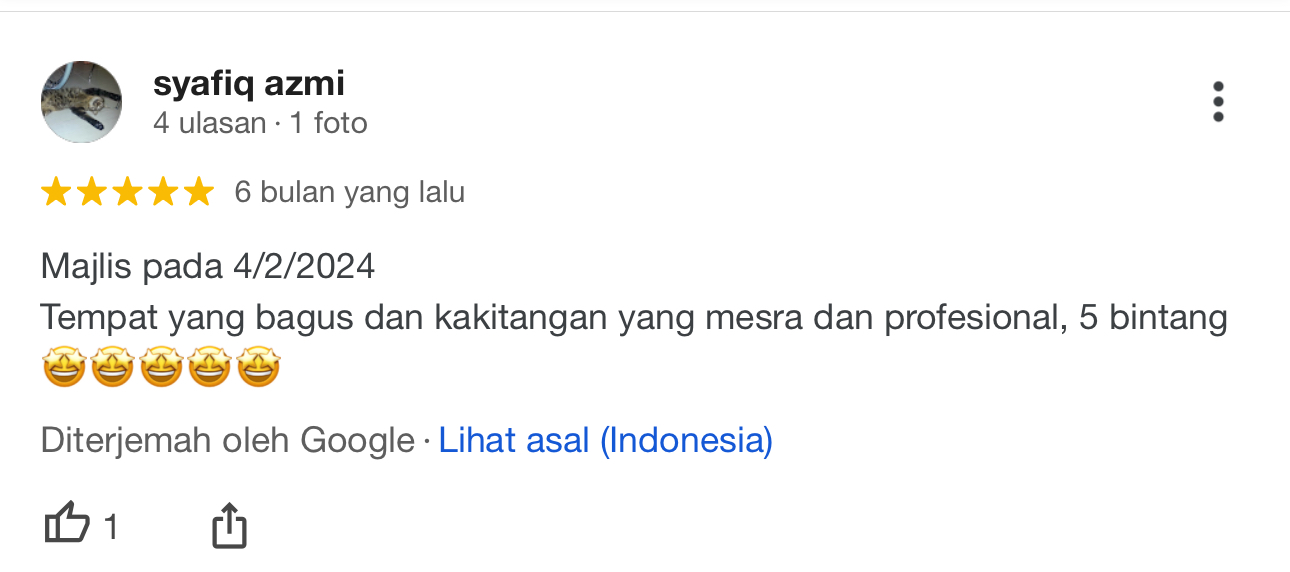 syafiq azmi
4 ulasan · 1 foto
6 bulan yang lalu
Majlis pada 4/2/2024
Tempat yang bagus dan kakitangan yang mesra dan profesional, 5 bintang
🤩🤩🤩🤩🤩
Diterjemah oleh Google · Lihat asal (Indonesia)
1